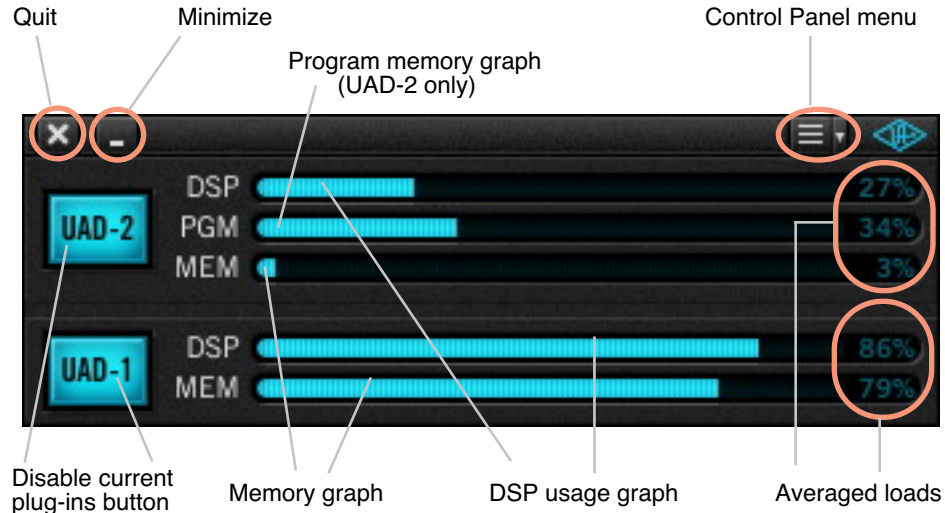 Quit
Minimize
Control Panel menu
Program memory graph
(UAD-2 only)
UAD-2
DSP
27%
PGM
34%
MEM
3%
UAD-1
DSP
86%
MEM
79%
Disable current
plug-ins button
Memory graph
DSP usage graph
Averaged loads